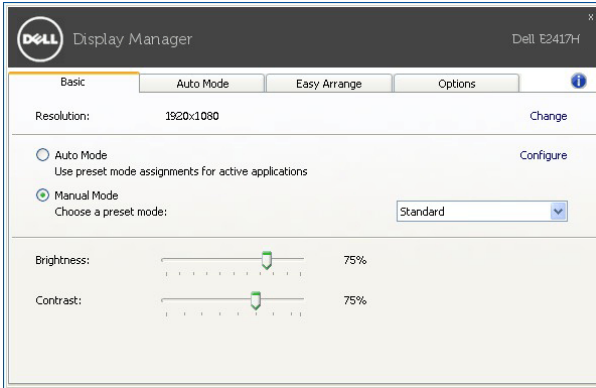 DELL Display Manager Dell E2417H
x
Basic Auto Mode Easy Arrange Options i
Resolution: 1920x1080 Change
Auto Mode Configure
Use preset mode assignments for active applications
Manual Mode
Choose a preset mode: Standard
Brightness: 75%
Contrast: 75%